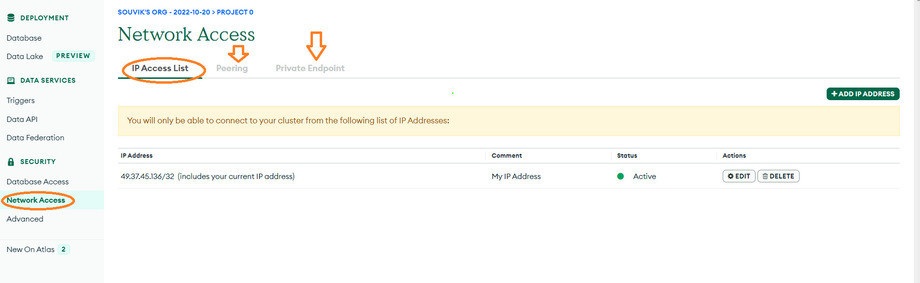 DEPLOYMENT
Database
Data Lake PREVIEW
DATA SERVICES
Triggers
Data API
Data Federation
SECURITY
Database Access
Network Access
Advanced
New On Atlas 2
SOUVIK'S ORG - 2022-10-20 > PROJECT 0
Network Access
IP Access List Peering Private Endpoint
+ ADD IP ADDRESS
You will only be able to connect to your cluster from the following list of IP Addresses:
IP Address Comment Status Actions
49.37.45.136/32 (includes your current IP address) My IP Address Active EDIT DELETE